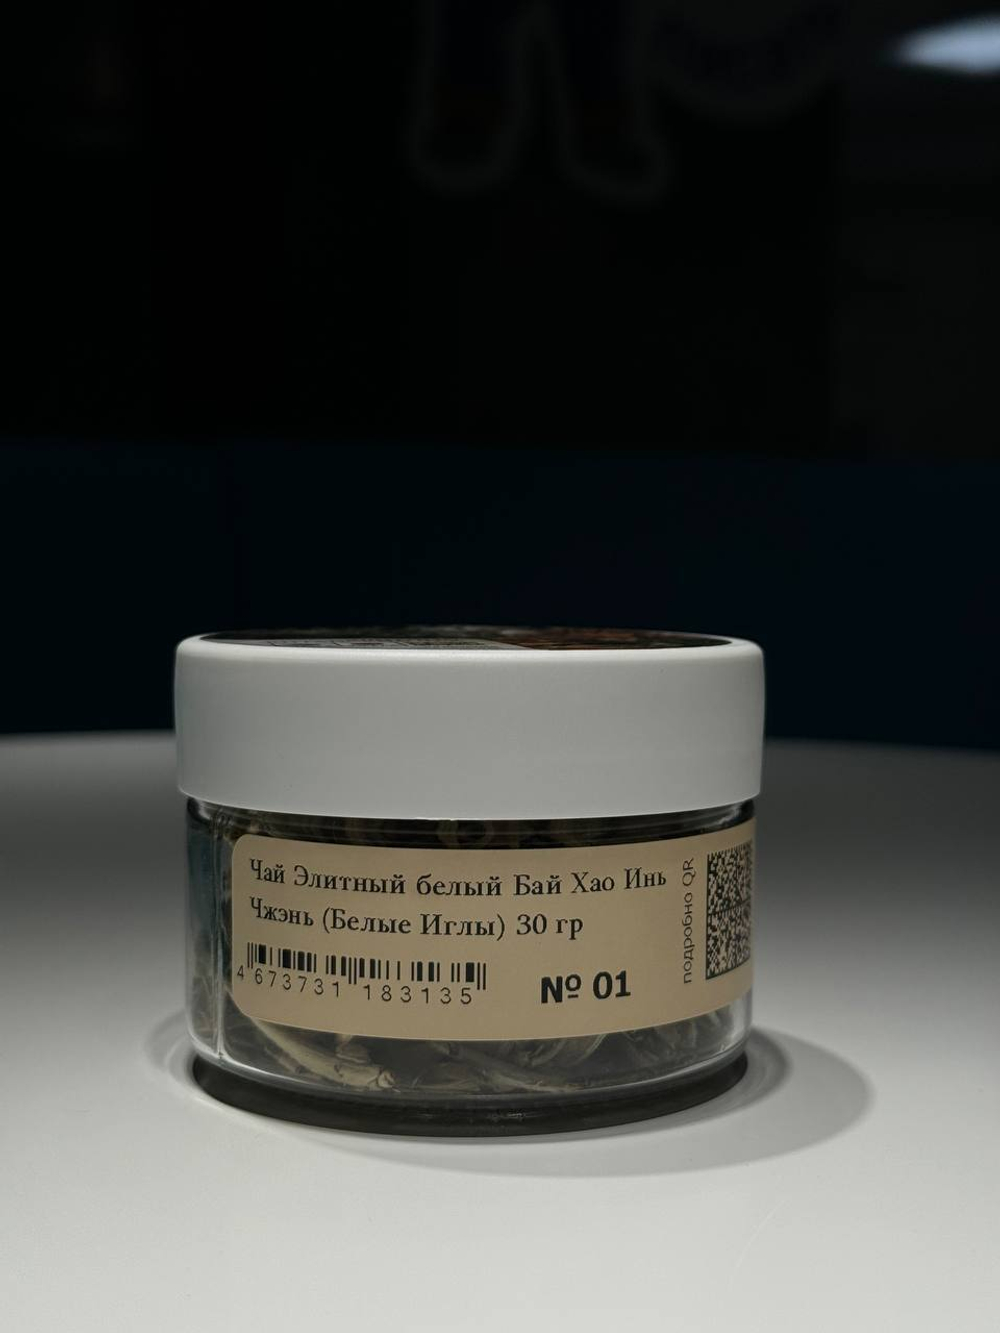 Чай Элитный белый Бай Хао Инь
Чжэнь (Белые Иглы) 30 гр
4 673731 183135
№ 01
подробно QR